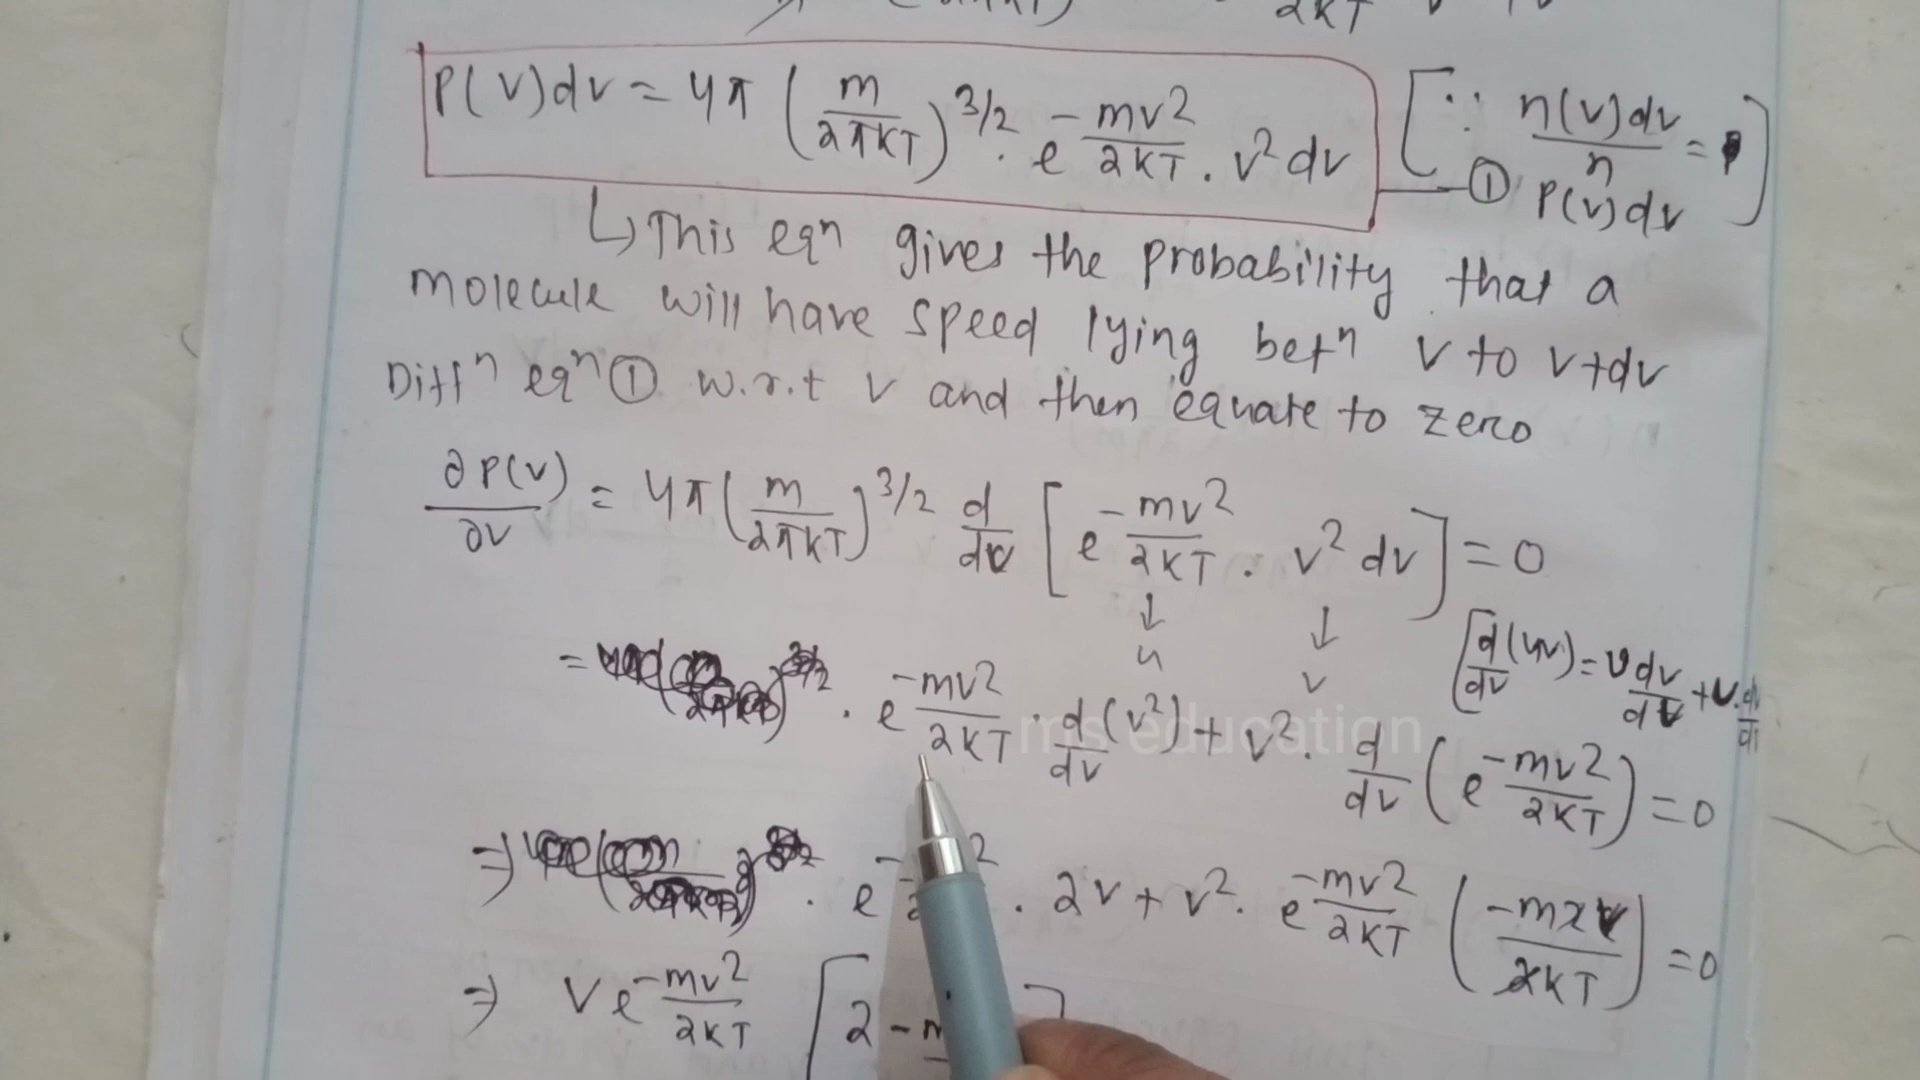 2KT
P(V)dv = 4π (m/2πKT)^3/2 . e^-mv2/2KT . v2 dv
[∵ n(v)dv/n = P(v)dv]
①
↳ This eqn gives the probability that a
molecule will have speed lying betn v to v+dv
Diffn eqn ① w.r.t v and then equate to zero
∂P(v)/∂v = 4π (m/2πKT)^3/2 d/dv [e^-mv2/2KT . v2 dv] = 0
↓ ↓
u v
[d/dv (uv) = u dv/dv + v.
= . e^-mv2/2KT . d/dv (v2) + v2 . d/dv (e^-mv2/2KT) = 0
ms education
⇒ . e . 2v + v2 . e^-mv2/2KT (-m2v/2KT) = 0
⇒ v e^-mv2/2KT [2 -